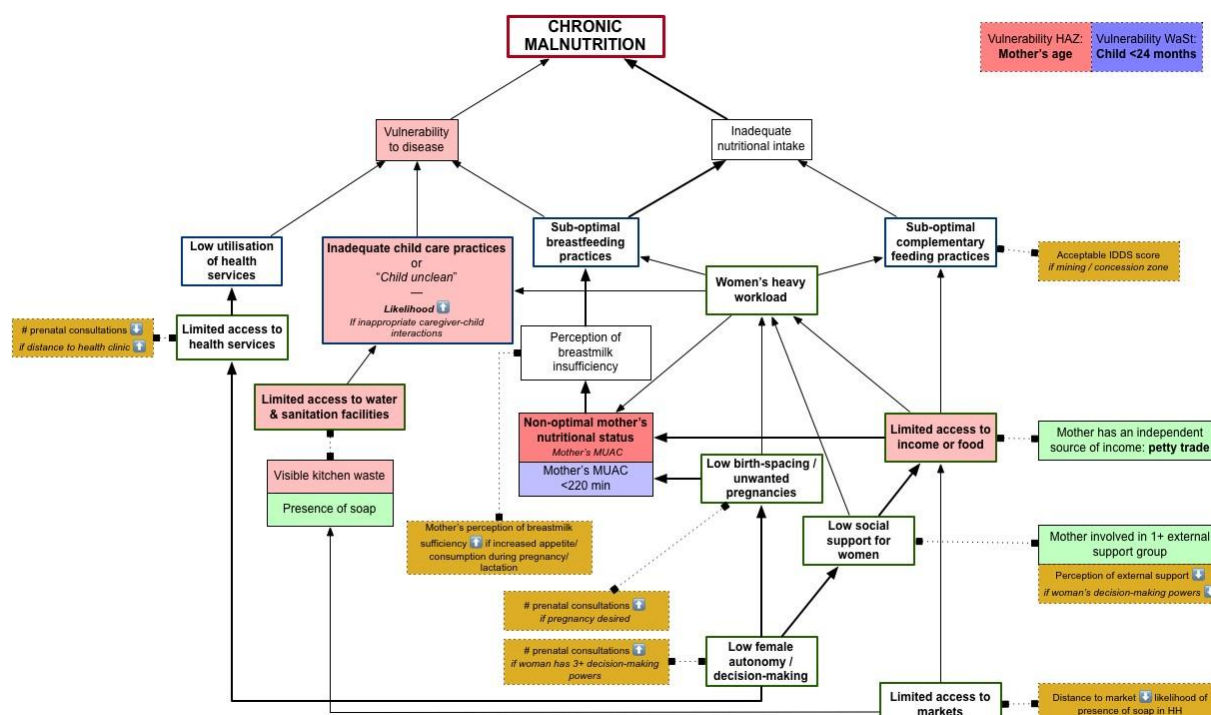 CHRONIC
MALNUTRITION
Vulnerability HAZ:
Mother's age
Vulnerability WaSt:
Child <24 months
Vulnerability
to disease
Inadequate
nutritional intake
Low utilisation
of health
services
Inadequate child care practices
or
“Child unclean”
—
Likelihood ⬆
If inappropriate caregiver-child
interactions
Sub-optimal
breastfeeding
practices
Women's heavy
workload
Sub-optimal
complementary
feeding practices
Acceptable IDDS score
if mining / concession zone
# prenatal consultations ⬇
if distance to health clinic ⬆
Limited access to
health services
Perception of
breastmilk
insufficiency
Limited access to water
& sanitation facilities
Non-optimal mother's
nutritional status
Mother's MUAC
Mother's MUAC
<220 min
Limited access to
income or food
Mother has an independent
source of income: petty trade
Visible kitchen waste
Presence of soap
Low birth-spacing /
unwanted
pregnancies
Mother's perception of breastmilk
sufficiency ⬆ if increased appetite/
consumption during pregnancy/
lactation
Low social
support for
women
Mother involved in 1+ external
support group
Perception of external support ⬇
if woman's decision-making powers ⬇
# prenatal consultations ⬆
if pregnancy desired
# prenatal consultations ⬆
if woman has 3+ decision-making
powers
Low female
autonomy /
decision-making
Limited access to
markets
Distance to market ⬇ likelihood of
presence of soap in HH